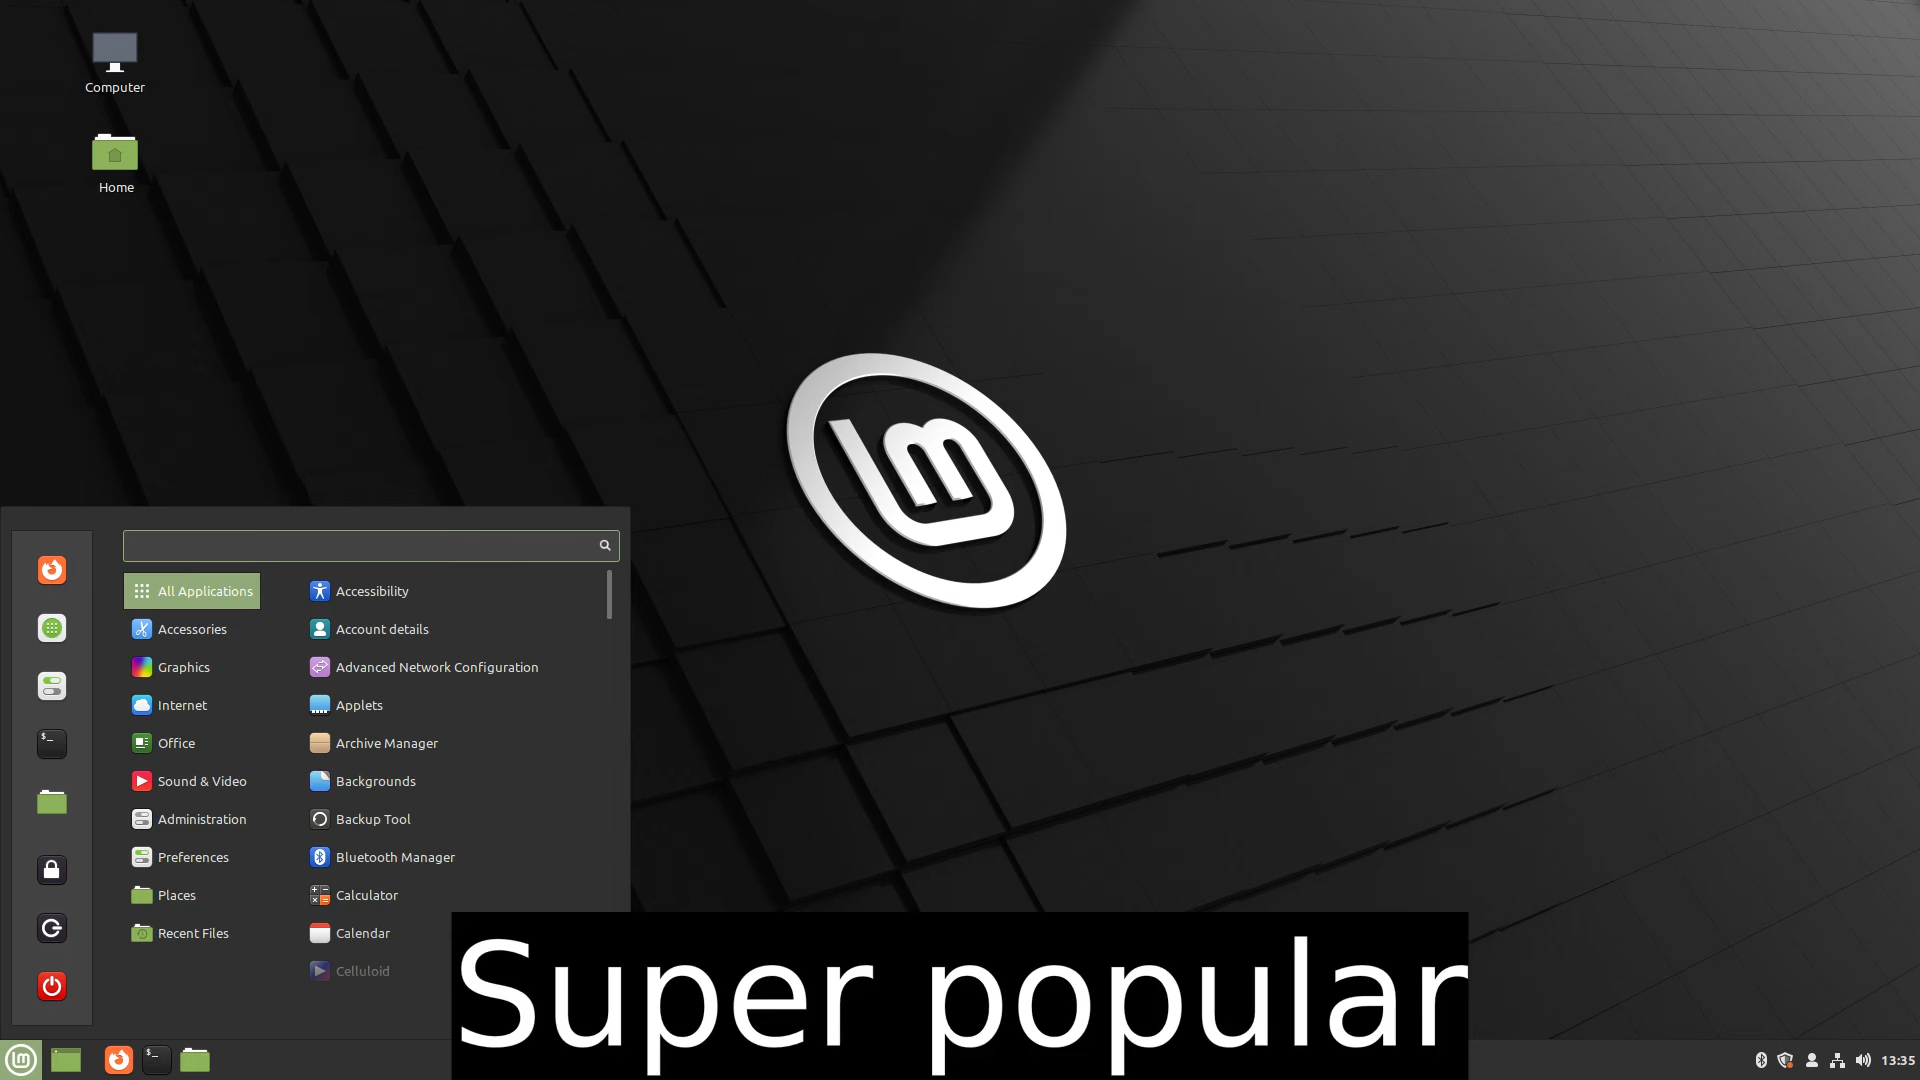 Computer
Home
All Applications
Accessories
Graphics
Internet
Office
Sound & Video
Administration
Preferences
Places
Recent Files
Accessibility
Account details
Advanced Network Configuration
Applets
Archive Manager
Backgrounds
Backup Tool
Bluetooth Manager
Calculator
Calendar
Celluloid
Super popular
13:35